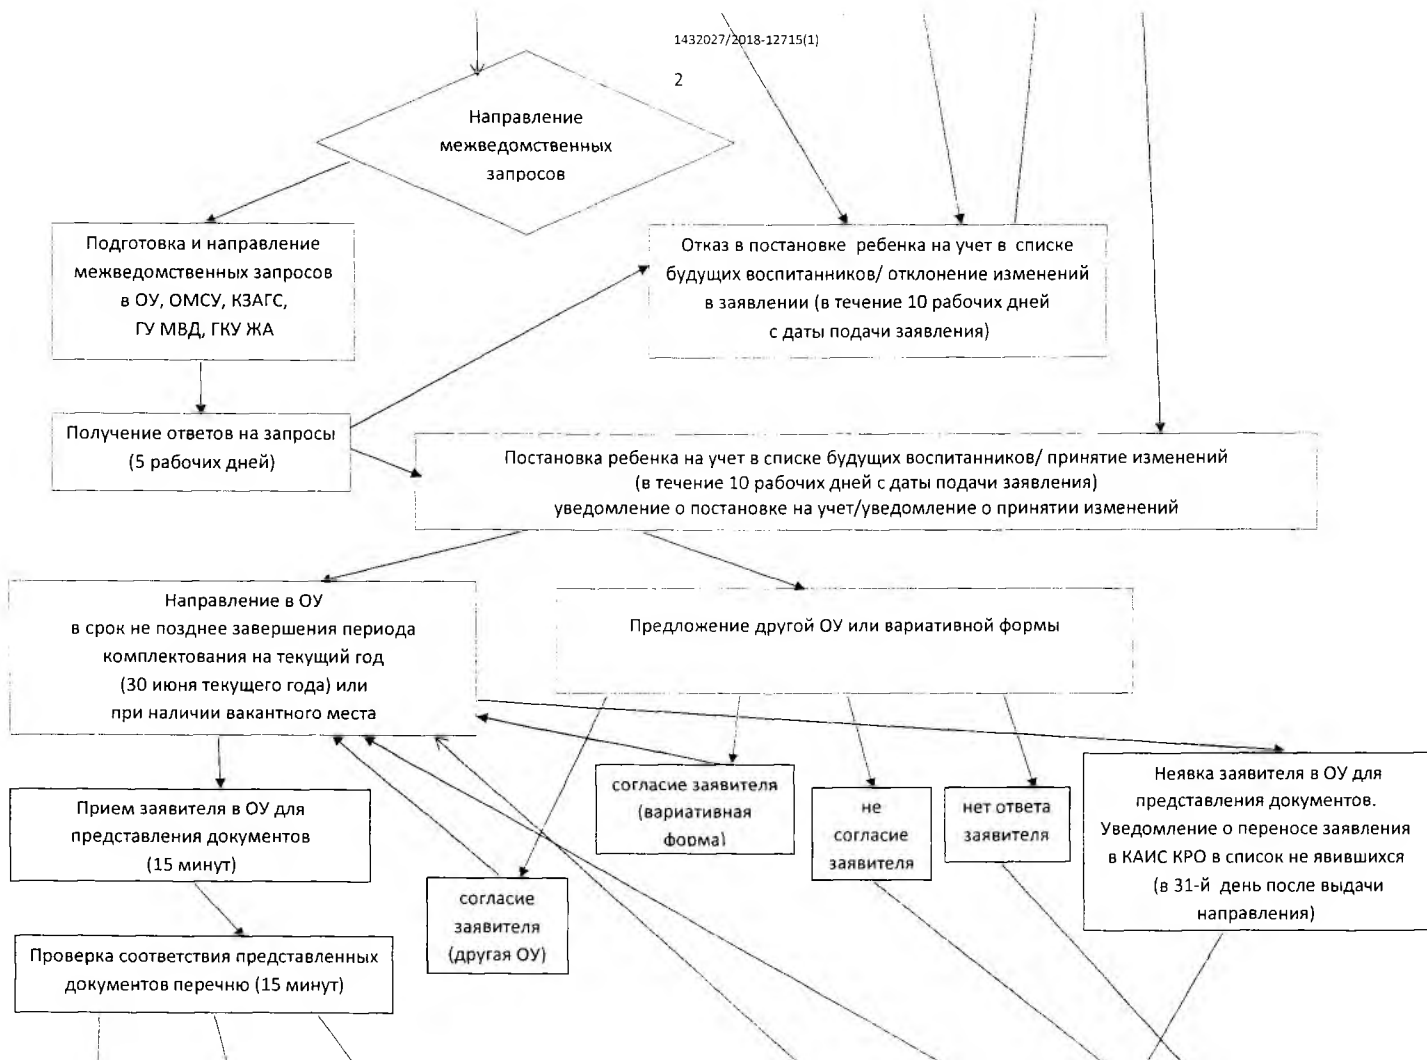 1432027/2018-12715(1)
2
Направление
межведомственных
запросов
Подготовка и направление
межведомственных запросов
в ОУ, ОМСУ, КЗАГС,
ГУ МВД, ГКУ ЖА
Отказ в постановке ребенка на учет в списке
будущих воспитанников/ отклонение изменений
в заявлении (в течение 10 рабочих дней
с даты подачи заявления)
Получение ответов на запросы
(5 рабочих дней)
Постановка ребенка на учет в списке будущих воспитанников/ принятие изменений
(в течение 10 рабочих дней с даты подачи заявления)
уведомление о постановке на учет/уведомление о принятии изменений
Направление в ОУ
в срок не позднее завершения периода
комплектования на текущий год
(30 июня текущего года) или
при наличии вакантного места
Предложение другой ОУ или вариативной формы
Прием заявителя в ОУ для
представления документов
(15 минут)
согласие заявителя
(вариативная
форма)
не
согласие
заявителя
нет ответа
заявителя
Неявка заявителя в ОУ для
представления документов.
Уведомление о переносе заявления
в КАИС КРО в список не явившихся
(в 31-й день после выдачи
направления)
согласие
заявителя
(другая ОУ)
Проверка соответствия представленных
документов перечню (15 минут)